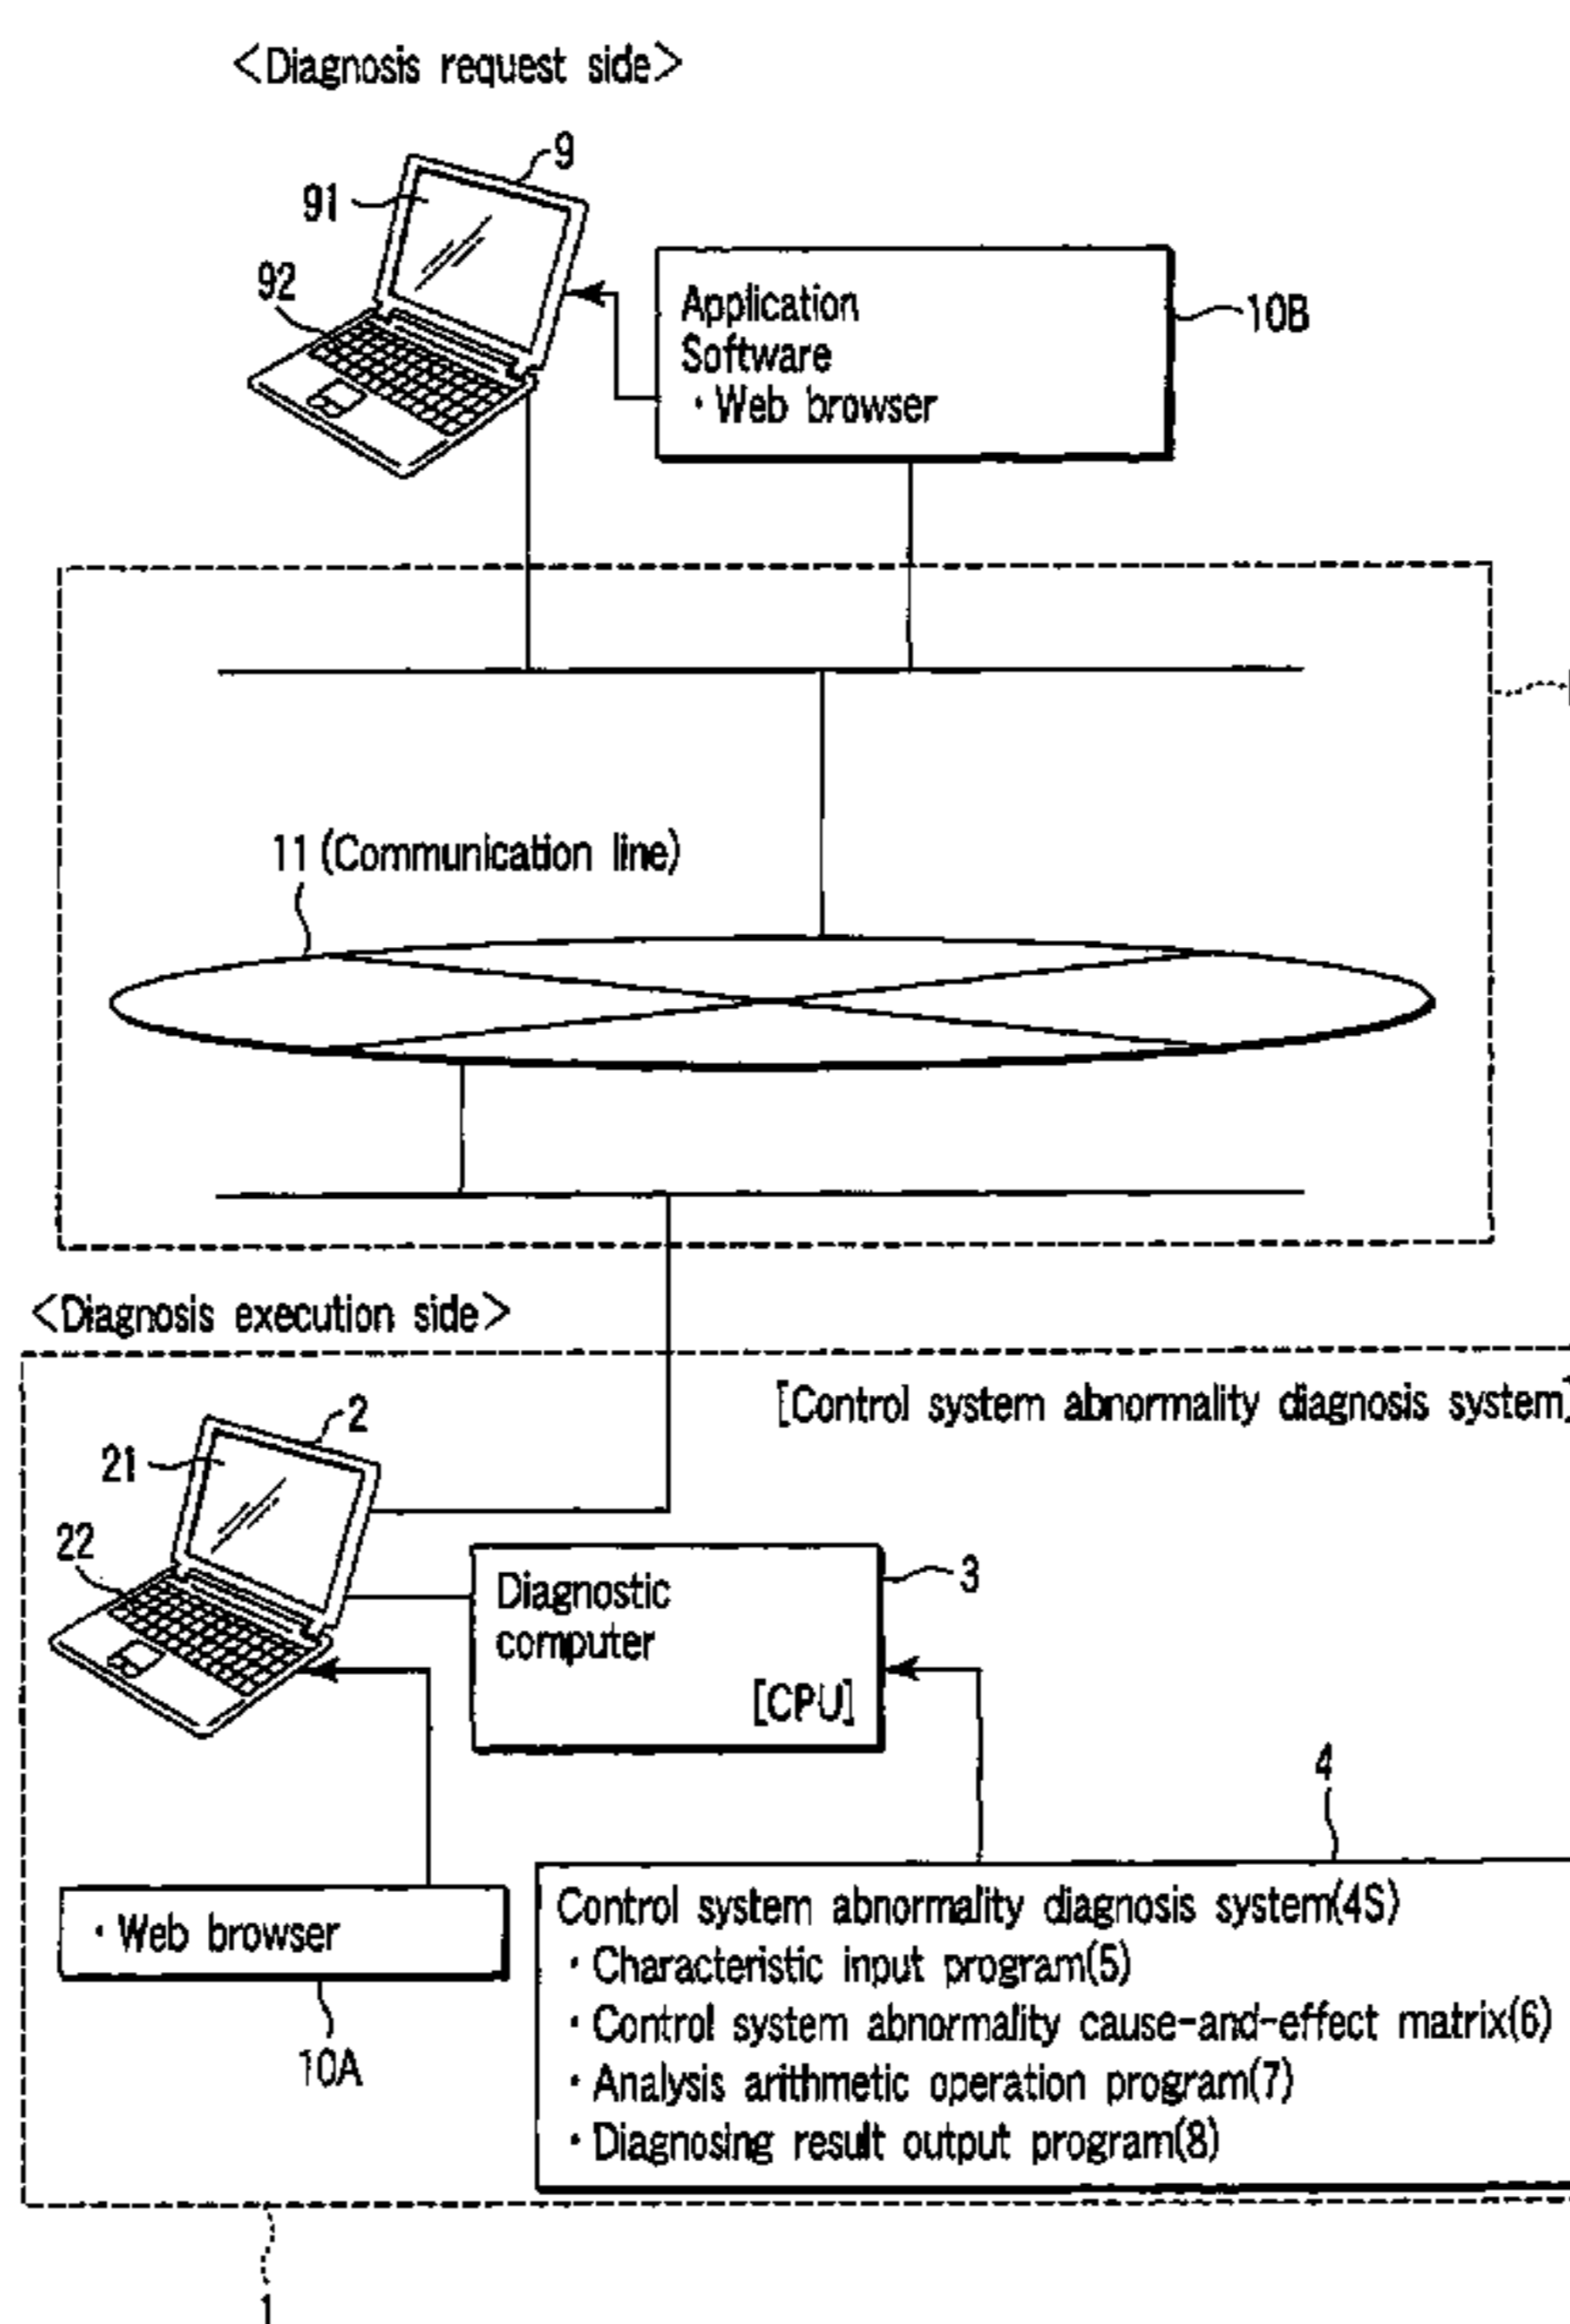 <Diagnosis request side>
9
91
92
Application
Software
・Web browser
10B
11 (Communication line)
<Diagnosis execution side>
[Control system abnormality diagnosis system]
2
21
22
Diagnostic
computer
[CPU]
3
4
・Web browser
10A
Control system abnormality diagnosis system(4S)
・Characteristic input program(5)
・Control system abnormality cause-and-effect matrix(6)
・Analysis arithmetic operation program(7)
・Diagnosing result output program(8)
1